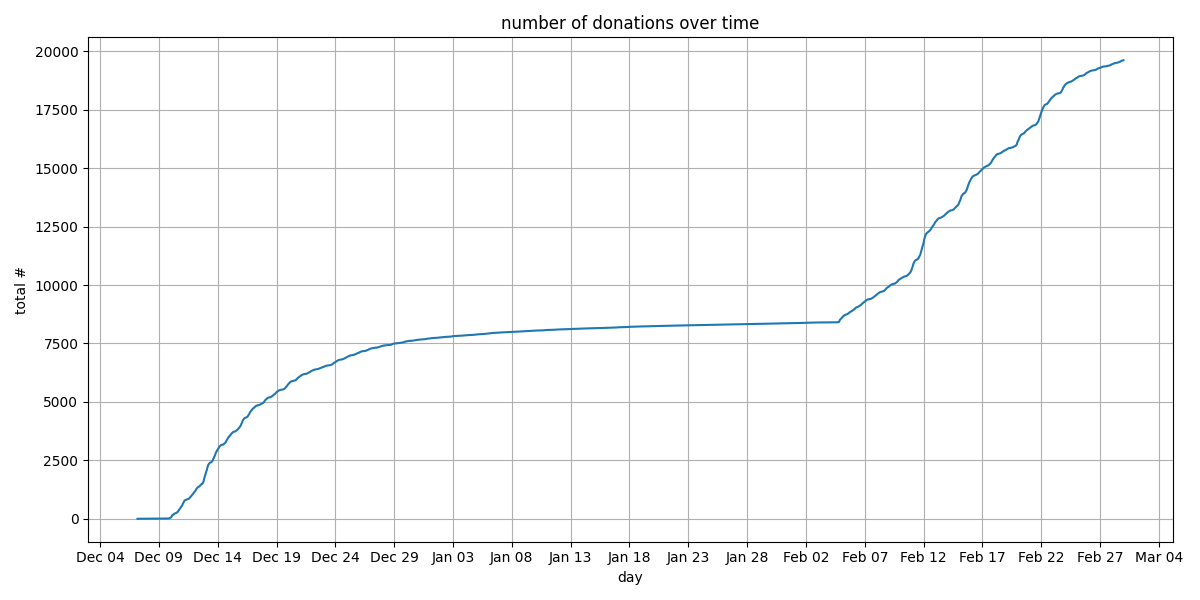 number of donations over time
total #
20000
17500
15000
12500
10000
7500
5000
2500
0
Dec 04 Dec 09 Dec 14 Dec 19 Dec 24 Dec 29 Jan 03 Jan 08 Jan 13 Jan 18 Jan 23 Jan 28 Feb 02 Feb 07 Feb 12 Feb 17 Feb 22 Feb 27 Mar 04
day